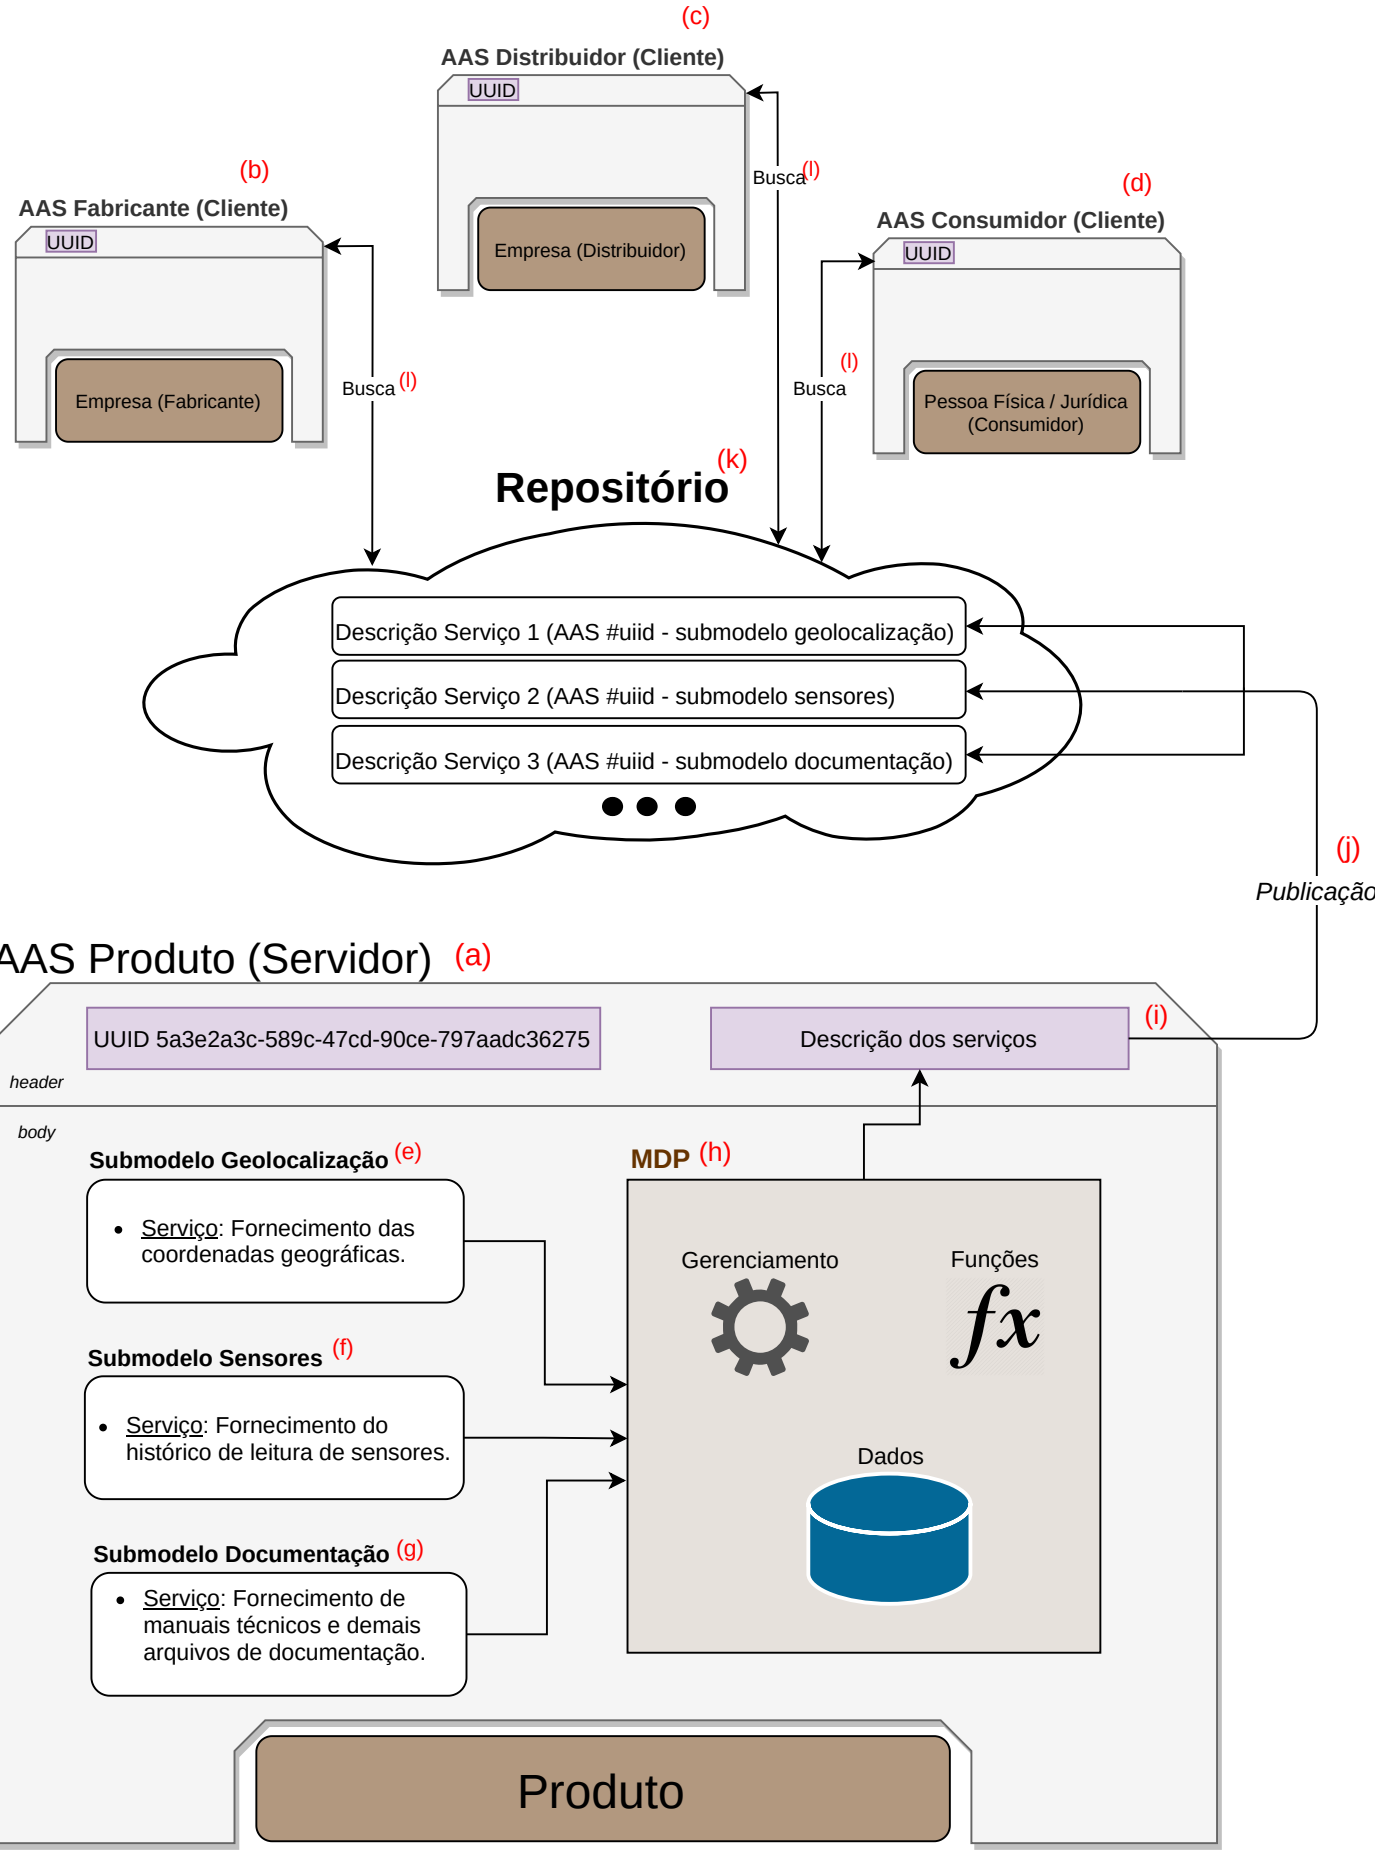 (c)
AAS Distribuidor (Cliente)
UUID
Empresa (Distribuidor)
Busca(l)
(b)
AAS Fabricante (Cliente)
UUID
Empresa (Fabricante)
Busca (l)
(d)
AAS Consumidor (Cliente)
UUID
Pessoa Física / Jurídica
(Consumidor)
(l)
Busca
(k)
Repositório
Descrição Serviço 1 (AAS #uiid - submodelo geolocalização)
Descrição Serviço 2 (AAS #uiid - submodelo sensores)
Descrição Serviço 3 (AAS #uiid - submodelo documentação)
(j)
Publicação
AAS Produto (Servidor) (a)
UUID 5a3e2a3c-589c-47cd-90ce-797aadc36275
Descrição dos serviços
(i)
header
body
Submodelo Geolocalização (e)
• Serviço: Fornecimento das
coordenadas geográficas.
Submodelo Sensores (f)
• Serviço: Fornecimento do
histórico de leitura de sensores.
Submodelo Documentação (g)
• Serviço: Fornecimento de
manuais técnicos e demais
arquivos de documentação.
MDP (h)
Gerenciamento
Funções
fx
Dados
Produto